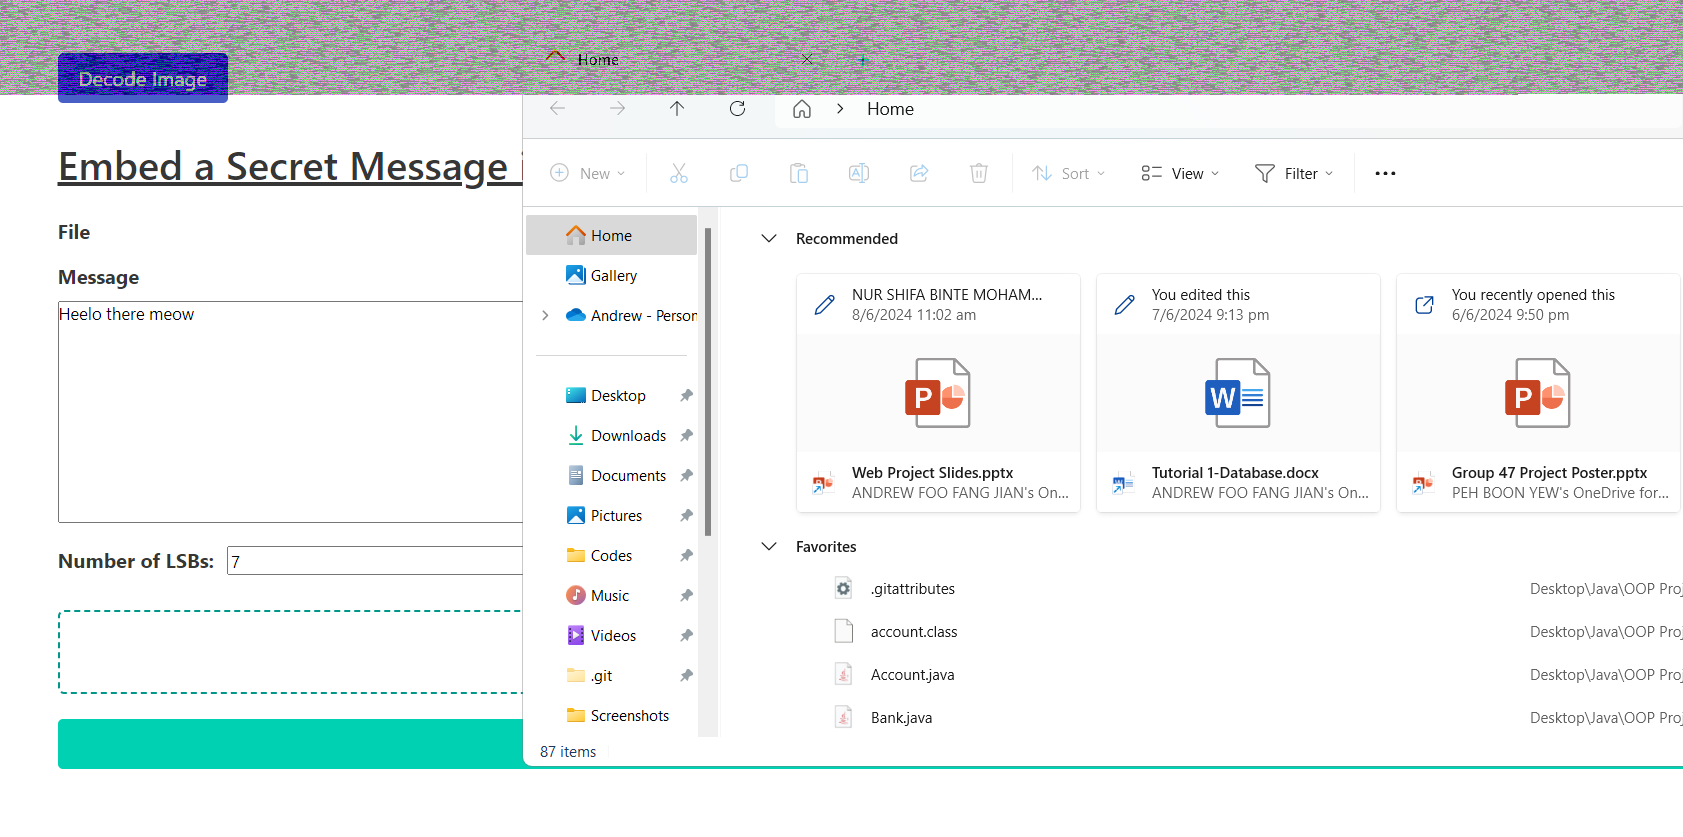 Decode Image
Home
Home
Embed a Secret Message
New
Sort
View
Filter
File
Message
Heelo there meow
Number of LSBs: 7
Home
Gallery
Andrew - Person
Desktop
Downloads
Documents
Pictures
Codes
Music
Videos
.git
Screenshots
87 items
Recommended
NUR SHIFA BINTE MOHAM...
8/6/2024 11:02 am
Web Project Slides.pptx
ANDREW FOO FANG JIAN's On...
You edited this
7/6/2024 9:13 pm
Tutorial 1-Database.docx
ANDREW FOO FANG JIAN's On...
You recently opened this
6/6/2024 9:50 pm
Group 47 Project Poster.pptx
PEH BOON YEW's OneDrive for...
Favorites
.gitattributes Desktop\Java\OOP Proj
account.class Desktop\Java\OOP Proj
Account.java Desktop\Java\OOP Proj
Bank.java Desktop\Java\OOP Proj